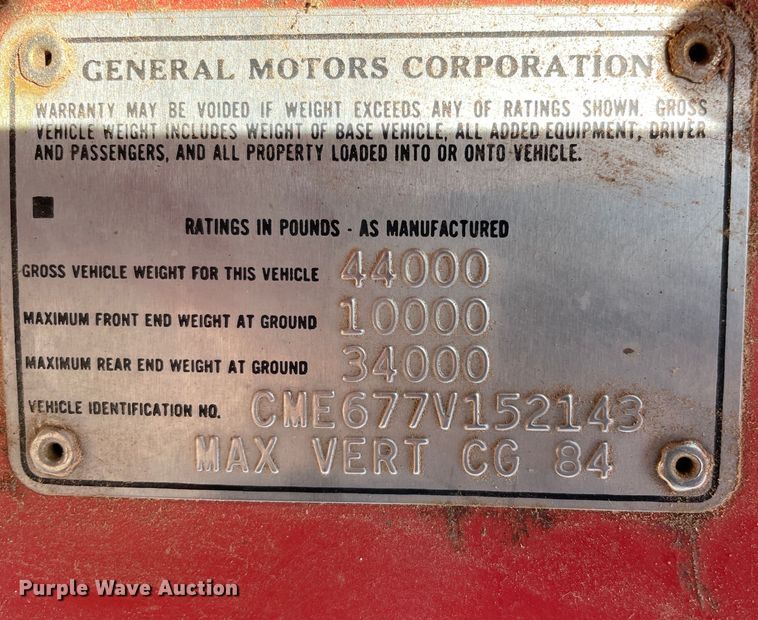 GENERAL MOTORS CORPORATION
WARRANTY MAY BE VOIDED IF WEIGHT EXCEEDS ANY OF RATINGS SHOWN. GROSS
VEHICLE WEIGHT INCLUDES WEIGHT OF BASE VEHICLE, ALL ADDED EQUIPMENT, DRIVER
AND PASSENGERS, AND ALL PROPERTY LOADED INTO OR ONTO VEHICLE.
RATINGS IN POUNDS - AS MANUFACTURED
GROSS VEHICLE WEIGHT FOR THIS VEHICLE 44000
MAXIMUM FRONT END WEIGHT AT GROUND 10000
MAXIMUM REAR END WEIGHT AT GROUND 34000
VEHICLE IDENTIFICATION NO. CME677V152143
MAX VERT CG 84
Purple Wave Auction